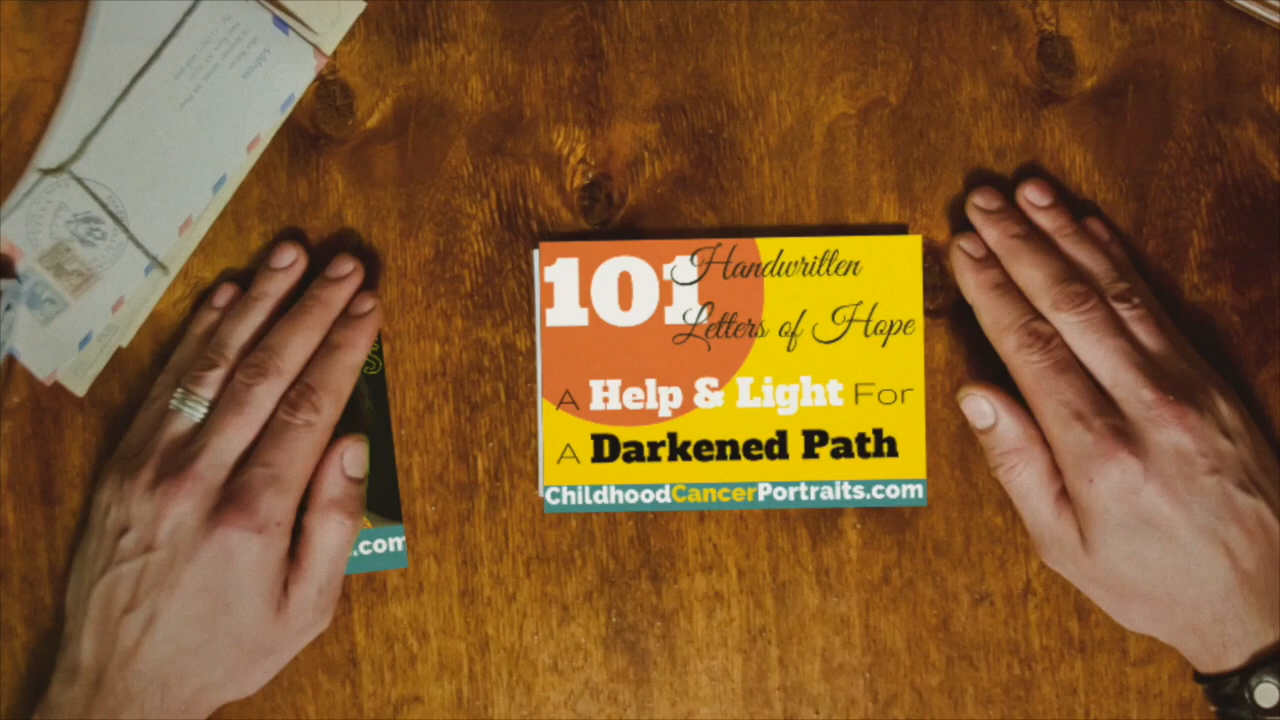 101 Handwritten
Letters of Hope
A Help & Light For
A Darkened Path
ChildhoodCancerPortraits.com
.com